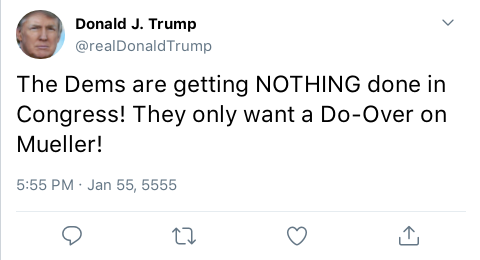 Donald J. Trump
@realDonaldTrump
The Dems are getting NOTHING done in
Congress! They only want a Do-Over on
Mueller!
5:55 PM · Jan 55, 5555